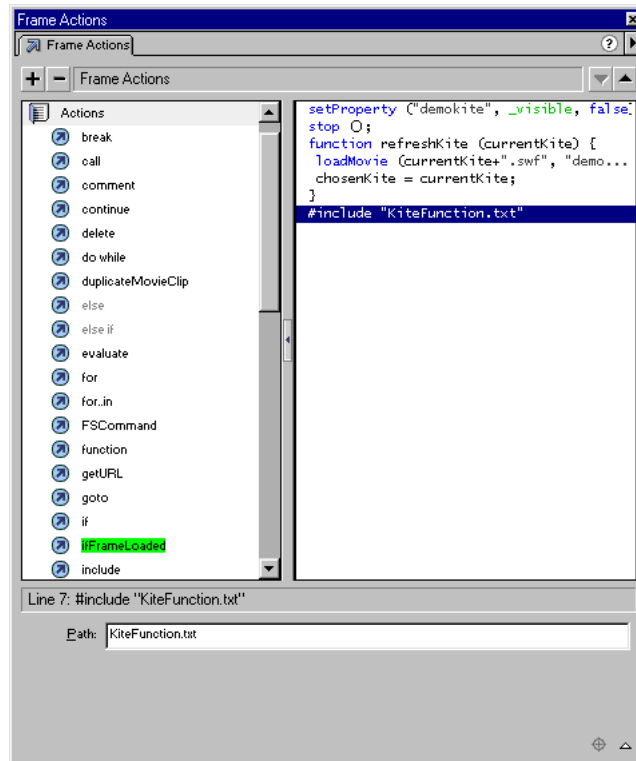 Frame Actions
Frame Actions
?
+ - Frame Actions
Actions
break
call
comment
continue
delete
do while
duplicateMovieClip
else
else if
evaluate
for
for..in
FSCommand
function
getURL
goto
if
ifFrameLoaded
include
setProperty ("demokite", _visible, false
stop ();
function refreshKite (currentKite) {
loadMovie (currentKite+".swf", "demo...
chosenKite = currentKite;
}
#include "KiteFunction.txt"
Line 7: #include "KiteFunction.txt"
Path: KiteFunction.txt